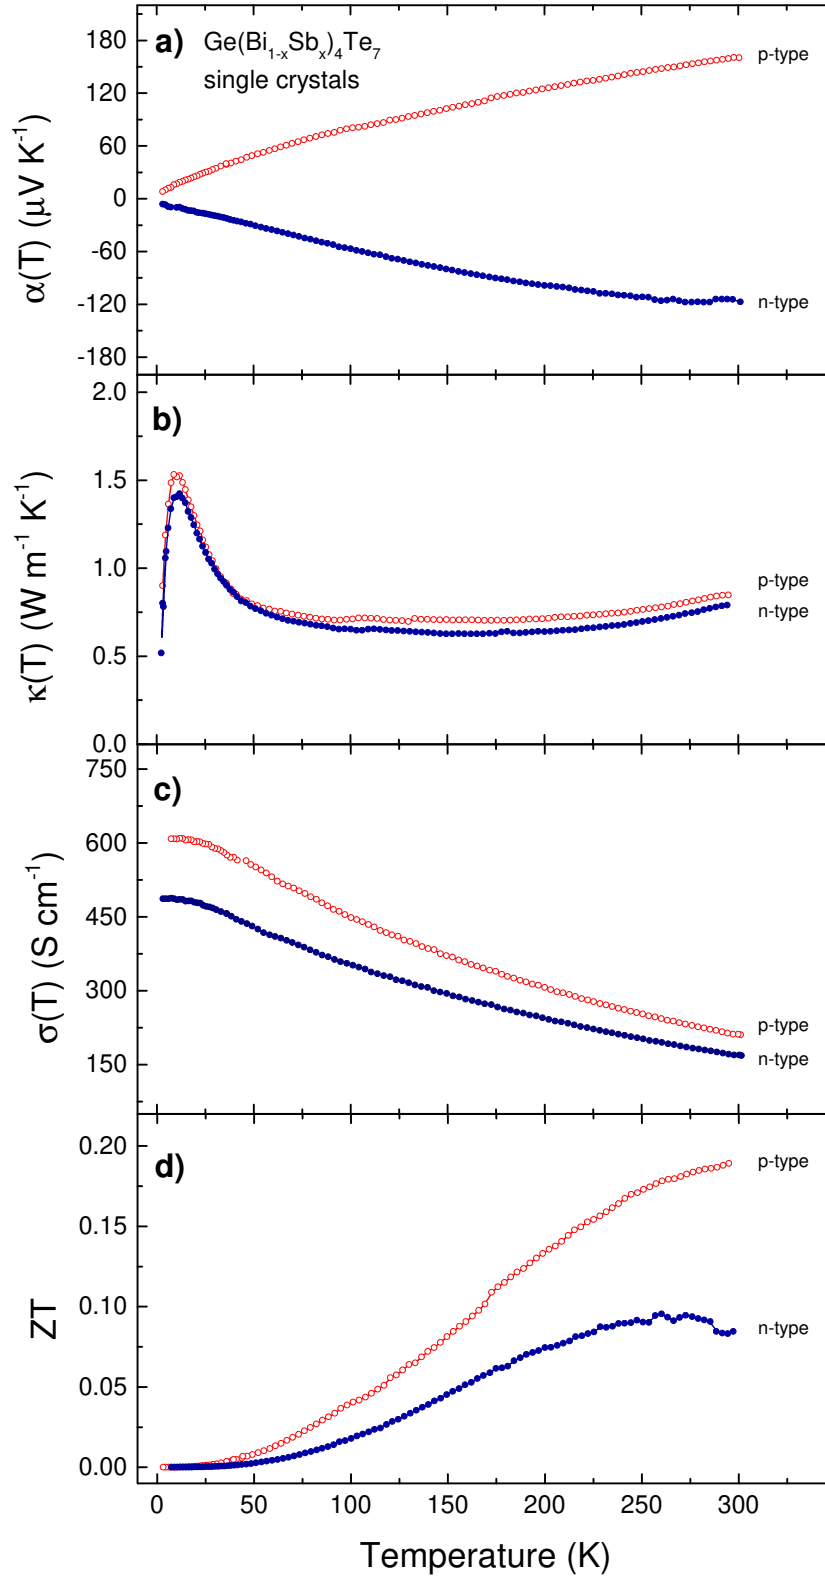 a) Ge(Bi1-xSbx)4Te7
single crystals
p-type
n-type
180
120
60
0
-60
-120
-180
α(T) (μV K-1)
b)
p-type
n-type
2.0
1.5
1.0
0.5
0.0
κ(T) (W m-1 K-1)
c)
p-type
n-type
750
600
450
300
150
σ(T) (S cm-1)
d)
p-type
n-type
0.20
0.15
0.10
0.05
0.00
ZT
0 50 100 150 200 250 300
Temperature (K)